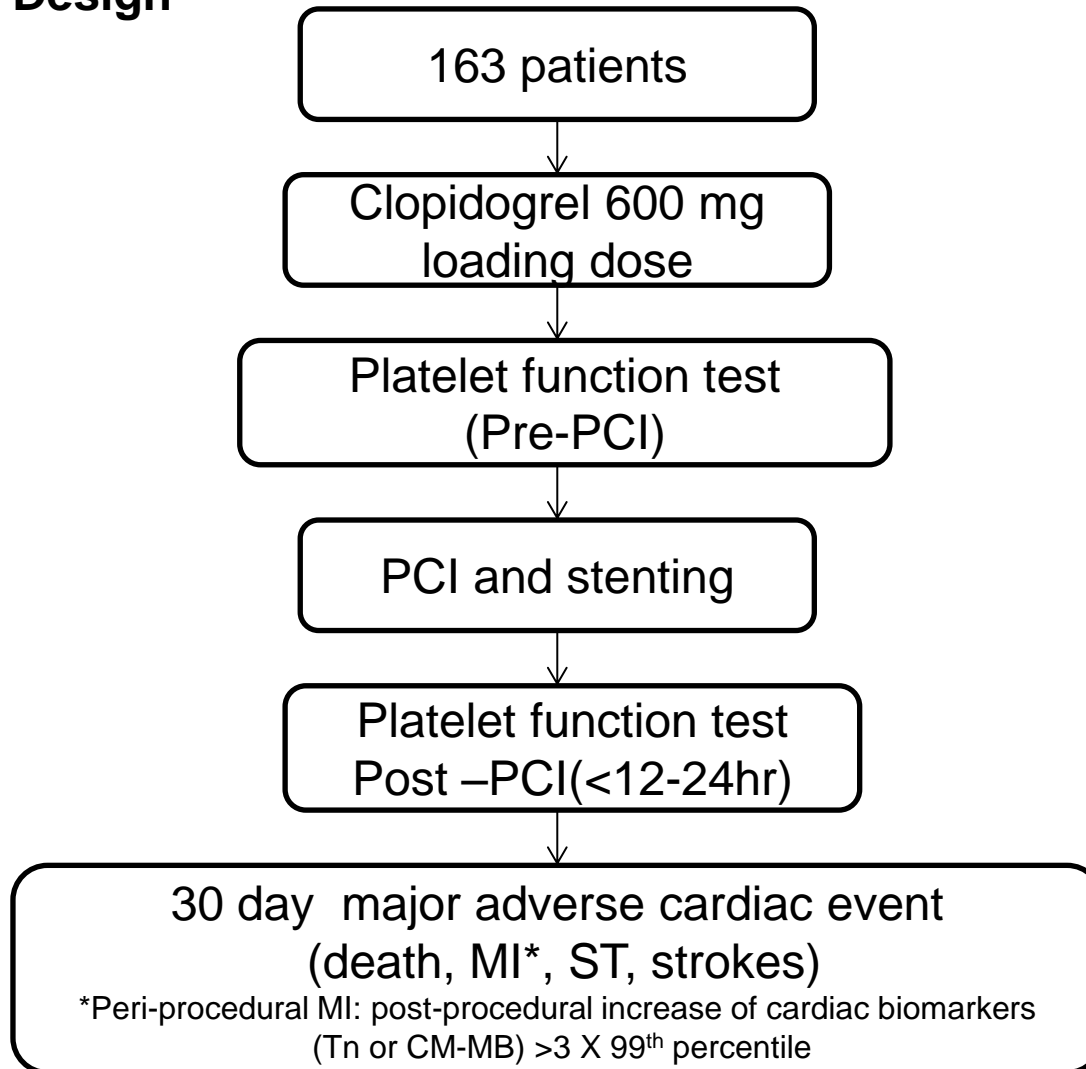 Design
163 patients
Clopidogrel 600 mg
loading dose
Platelet function test
(Pre-PCI)
PCI and stenting
Platelet function test
Post –PCI(<12-24hr)
30 day  major adverse cardiac event
(death, MI*, ST, strokes)
*Peri-procedural MI: post-procedural increase of cardiac biomarkers
(Tn or CM-MB) >3 X 99th percentile